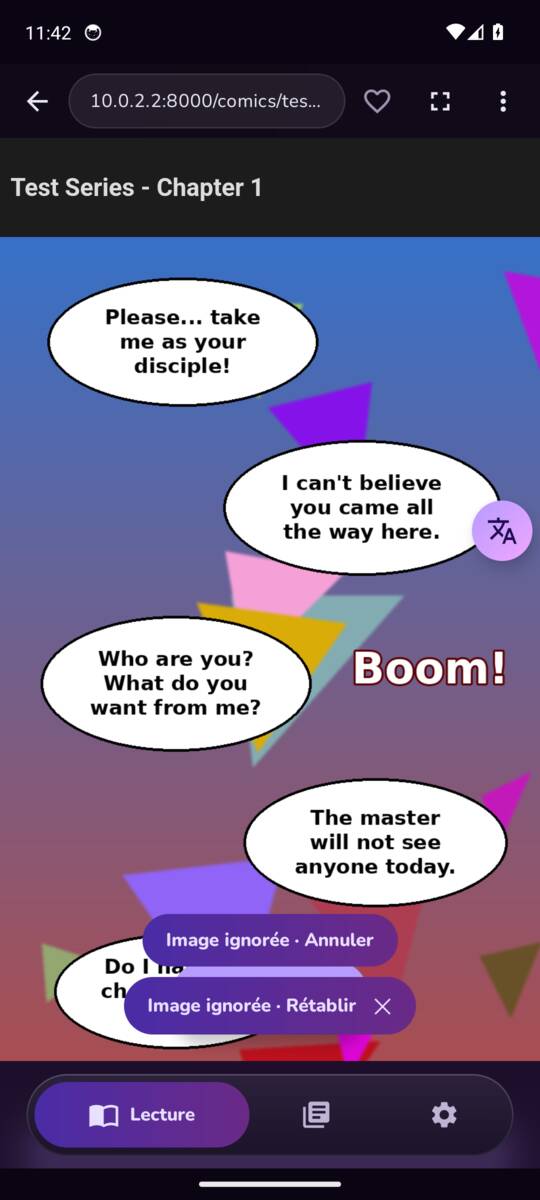 11:42
10.0.2.2:8000/comics/tes...
Test Series - Chapter 1
Please... take
me as your
disciple!
I can't believe
you came all
the way here.
Who are you?
What do you
want from me?
Boom!
The master
will not see
anyone today.
Do I
ch
Image ignorée · Annuler
Image ignorée · Rétablir
Lecture